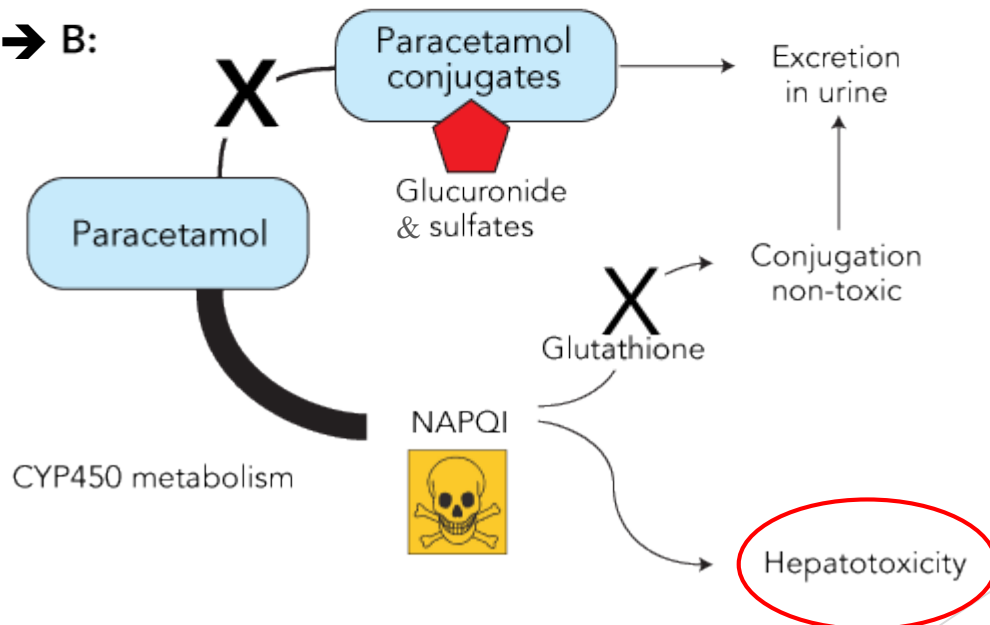 ➔ B:
Paracetamol
conjugates
Excretion
in urine
X
Glucuronide
& sulfates
Paracetamol
Conjugation
non-toxic
X
Glutathione
NAPQI
CYP450 metabolism
Hepatotoxicity